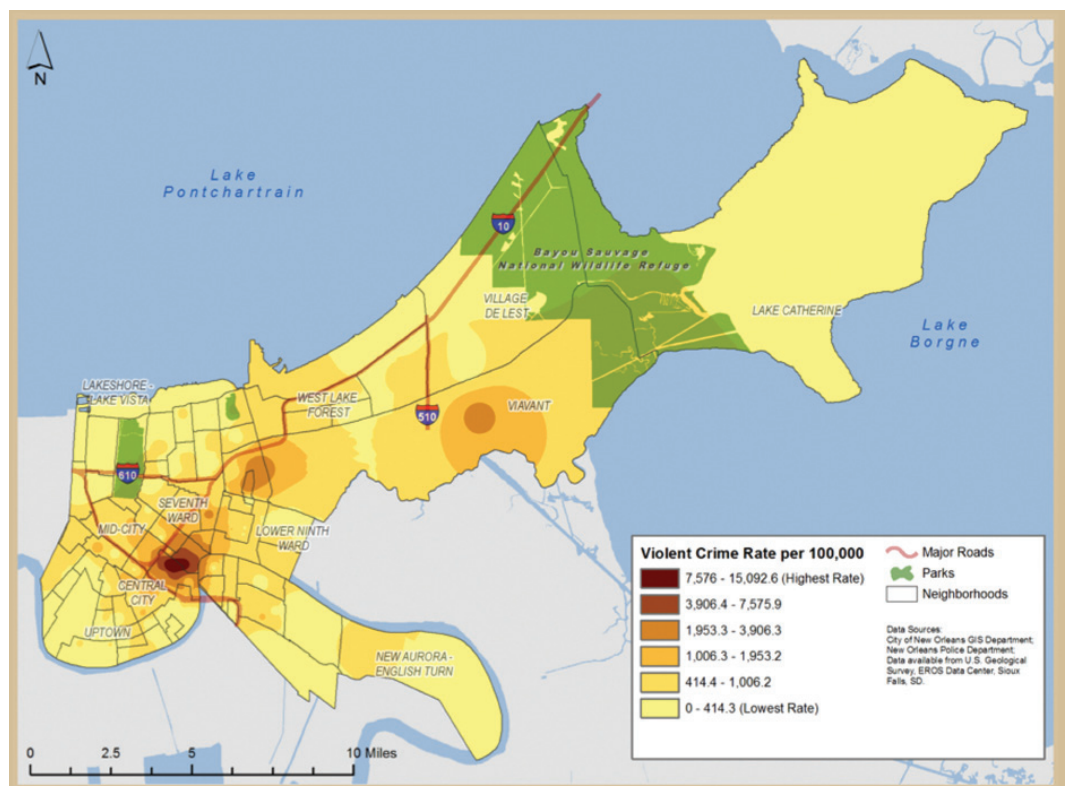 N
Lake
Pontchartrain
10
Bayou Sauvage
National Wildlife Refuge
VILLAGE
DE LEST
LAKE CATHERINE
Lake
Borgne
LAKESHORE -
LAKE VISTA
WEST LAKE
FOREST
510
VIAVANT
610
SEVENTH
WARD
MID-CITY
LOWER NINTH
WARD
CENTRAL
CITY
UPTOWN
NEW AURORA -
ENGLISH TURN
Violent Crime Rate per 100,000
7,576 - 15,092.6 (Highest Rate)
3,906.4 - 7,575.9
1,953.3 - 3,906.3
1,006.3 - 1,953.2
414.4 - 1,006.2
0 - 414.3 (Lowest Rate)
Major Roads
Parks
Neighborhoods
Data Sources:
City of New Orleans GIS Department;
New Orleans Police Department;
Data available from U.S. Geological
Survey, EROS Data Center, Sioux
Falls, SD.
0 2.5 5 10 Miles